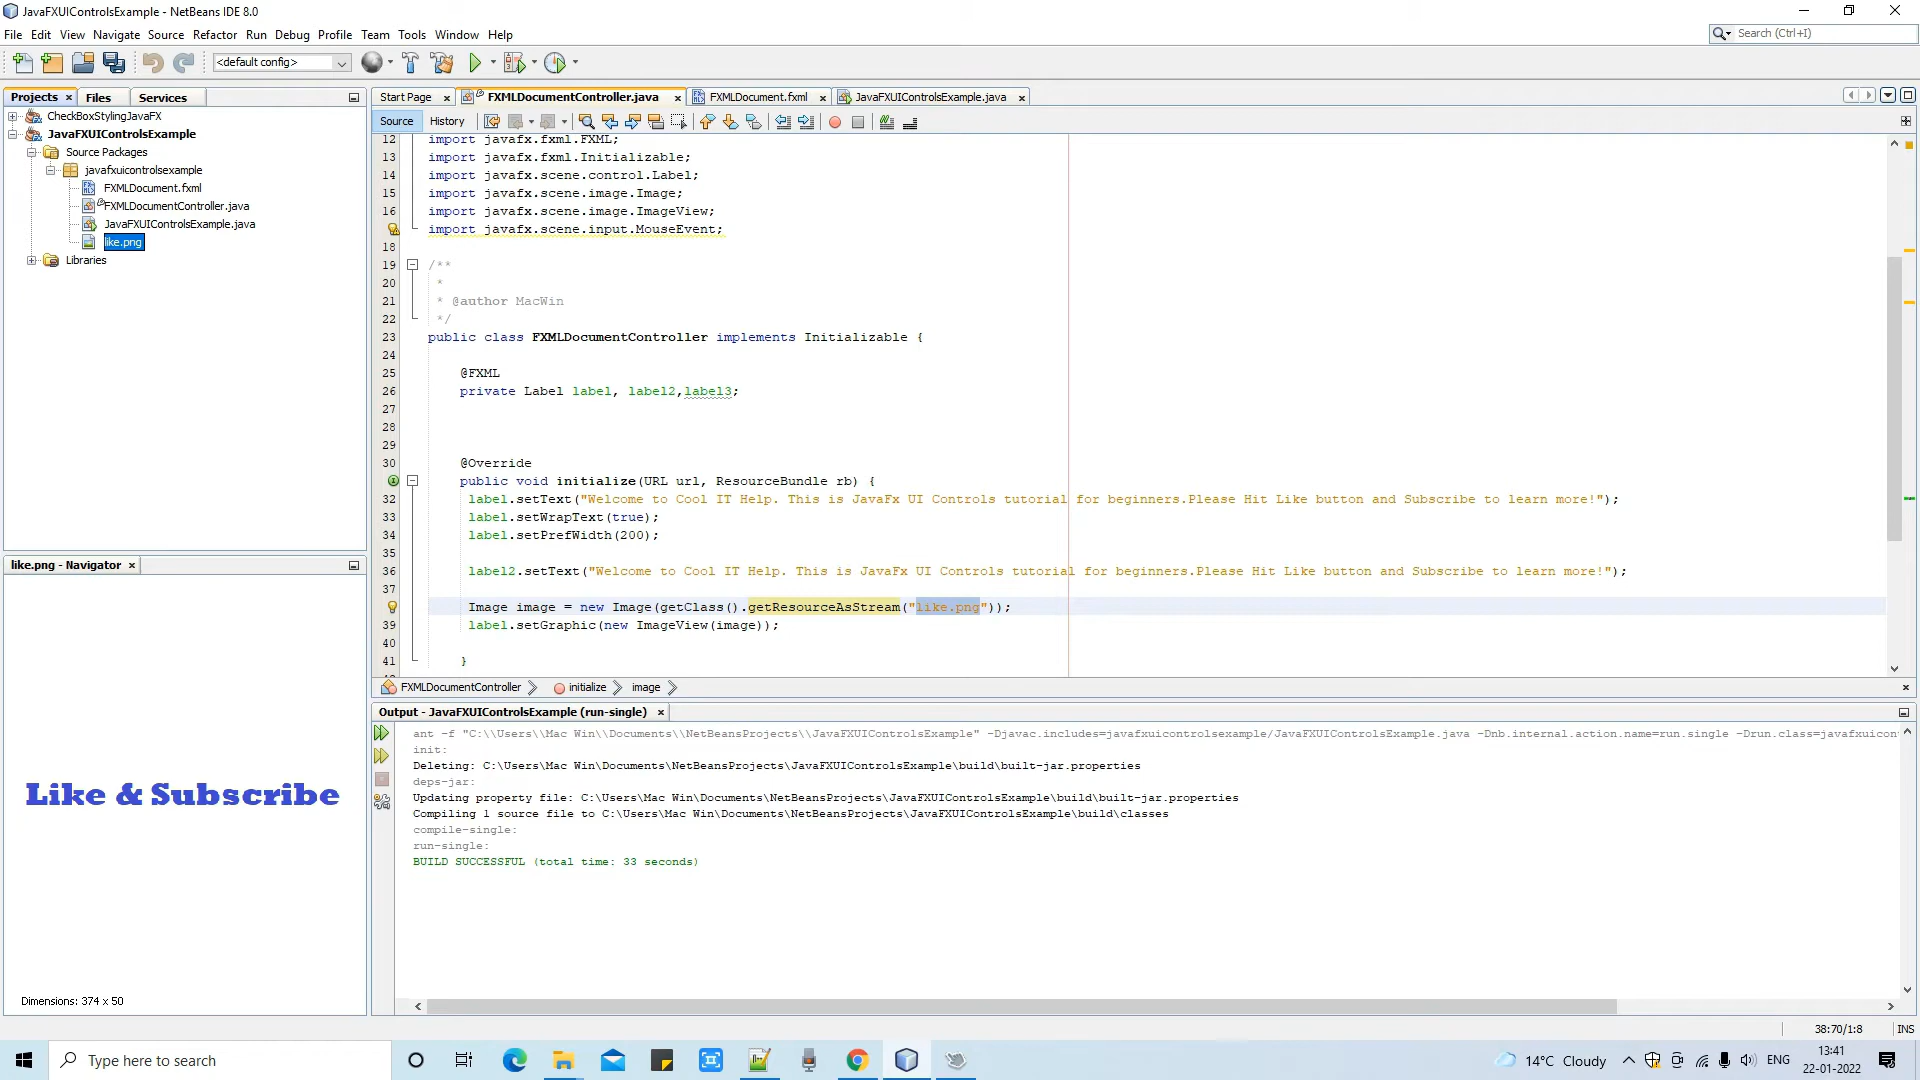 JavaFXUIControlsExample - NetBeans IDE 8.0
File Edit View Navigate Source Refactor Run Debug Profile Team Tools Window Help
Search (Ctrl+I)
<default config>
Projects Files Services
CheckBoxStylingJavaFX
JavaFXUIControlsExample
Source Packages
javafxuicontrolsexample
FXMLDocument.fxml
FXMLDocumentController.java
JavaFXUIControlsExample.java
like.png
Libraries
Start Page FXMLDocumentController.java FXMLDocument.fxml JavaFXUIControlsExample.java
Source History
12 import javafx.fxml.FXML;
13 import javafx.fxml.Initializable;
14 import javafx.scene.control.Label;
15 import javafx.scene.image.Image;
16 import javafx.scene.image.ImageView;
import javafx.scene.input.MouseEvent;
18
19 /**
20 *
21 * @author MacWin
22 */
23 public class FXMLDocumentController implements Initializable {
24
25 @FXML
26 private Label label, label2,label3;
27
28
29
30 @Override
public void initialize(URL url, ResourceBundle rb) {
32 label.setText("Welcome to Cool IT Help. This is JavaFx UI Controls tutorial for beginners.Please Hit Like button and Subscribe to learn more!");
33 label.setWrapText(true);
34 label.setPrefWidth(200);
35
36 label2.setText("Welcome to Cool IT Help. This is JavaFx UI Controls tutorial for beginners.Please Hit Like button and Subscribe to learn more!");
37
Image image = new Image(getClass().getResourceAsStream("like.png"));
39 label.setGraphic(new ImageView(image));
40
41 }
FXMLDocumentController initialize image
like.png - Navigator
Like & Subscribe
Dimensions: 374 x 50
Output - JavaFXUIControlsExample (run-single)
ant -f "C:\\Users\\Mac Win\\Documents\\NetBeansProjects\\JavaFXUIControlsExample" -Djavac.includes=javafxuicontrolsexample/JavaFXUIControlsExample.java -Dnb.internal.action.name=run.single -Drun.class=javafxuicon
init:
Deleting: C:\Users\Mac Win\Documents\NetBeansProjects\JavaFXUIControlsExample\build\built-jar.properties
deps-jar:
Updating property file: C:\Users\Mac Win\Documents\NetBeansProjects\JavaFXUIControlsExample\build\built-jar.properties
Compiling 1 source file to C:\Users\Mac Win\Documents\NetBeansProjects\JavaFXUIControlsExample\build\classes
compile-single:
run-single:
BUILD SUCCESSFUL (total time: 33 seconds)
38:70/1:8 INS
Type here to search
14°C Cloudy
ENG
13:41
22-01-2022